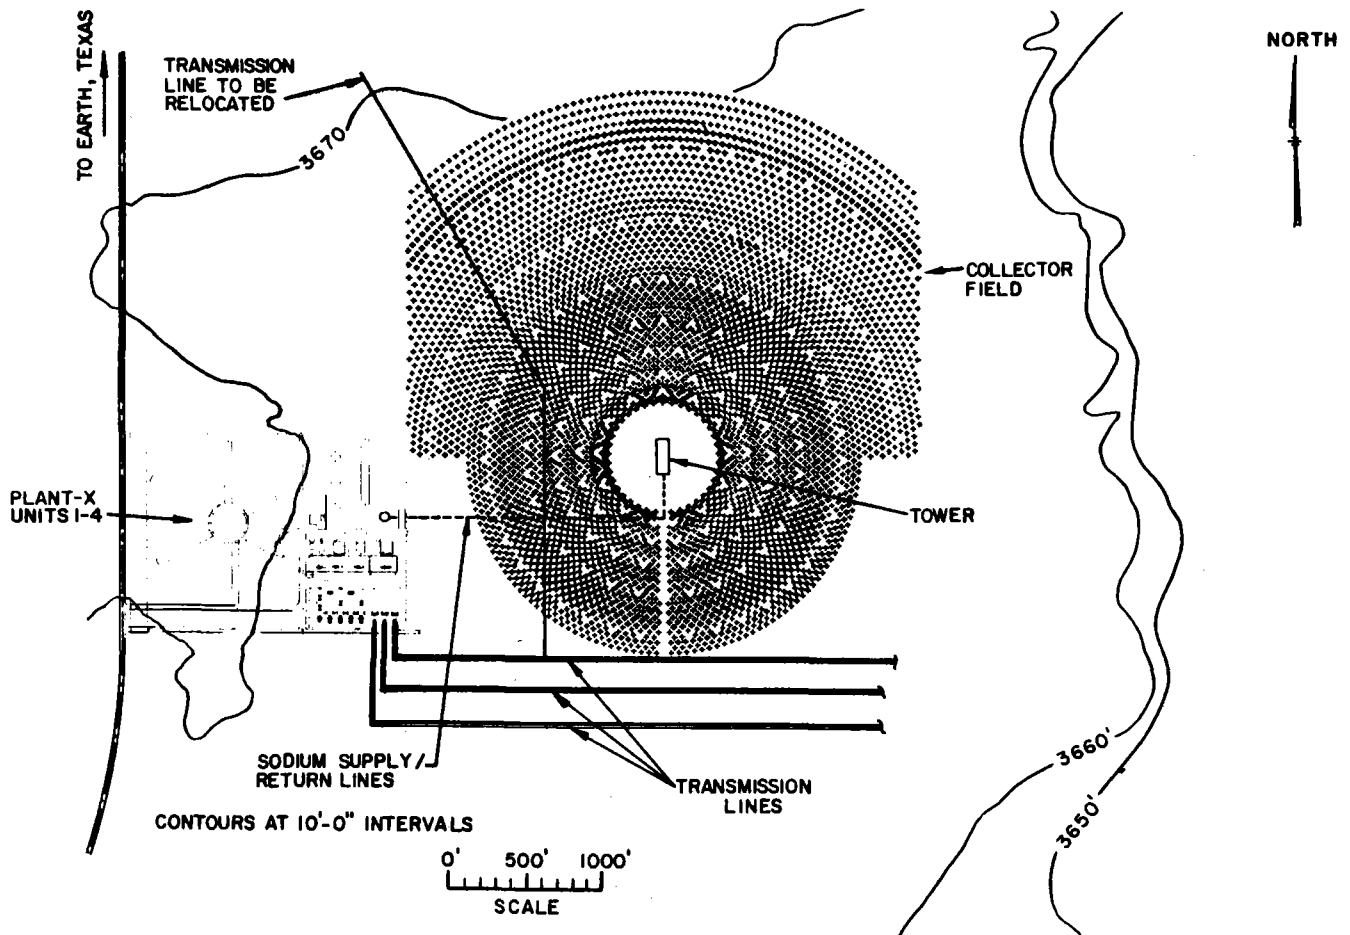 TO EARTH, TEXAS
TRANSMISSION
LINE TO BE
RELOCATED
3670
NORTH
COLLECTOR
FIELD
PLANT-X
UNITS 1-4
TOWER
SODIUM SUPPLY/
RETURN LINES
TRANSMISSION
LINES
3660'
3650'
CONTOURS AT 10'-0" INTERVALS
0' 500' 1000'
SCALE